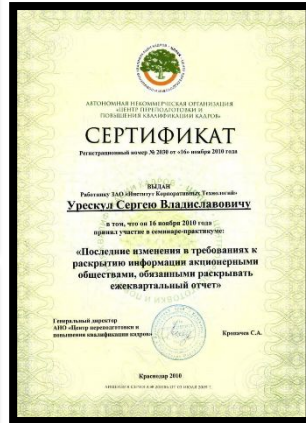 АВТОНОМНАЯ НЕКОММЕРЧЕСКАЯ ОРГАНИЗАЦИЯ
«ЦЕНТР ПЕРЕПОДГОТОВКИ И
ПОВЫШЕНИЯ КВАЛИФИКАЦИИ КАДРОВ»
СЕРТИФИКАТ
Регистрационный номер № 2030 от «16» ноября 2010 года
ВЫДАН
Работнику ЗАО «Институт Корпоративных Технологий»
Урескул Сергею Владиславовичу
в том, что он 16 ноября 2010 года
принял участие в семинаре-практикуме:
«Последние изменения в требованиях к
раскрытию информации акционерными
обществами, обязанными раскрывать
ежеквартальный отчет»
Генеральный директор
АНО «Центр переподготовки и
повышения квалификации кадров»
Кропачев С.А.
Краснодар 2010